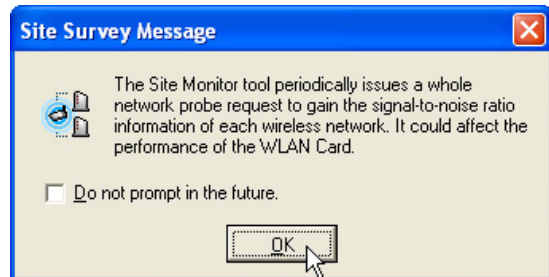 Site Survey Message
The Site Monitor tool periodically issues a whole
network probe request to gain the signal-to-noise ratio
information of each wireless network. It could affect the
performance of the WLAN Card.
Do not prompt in the future.
OK